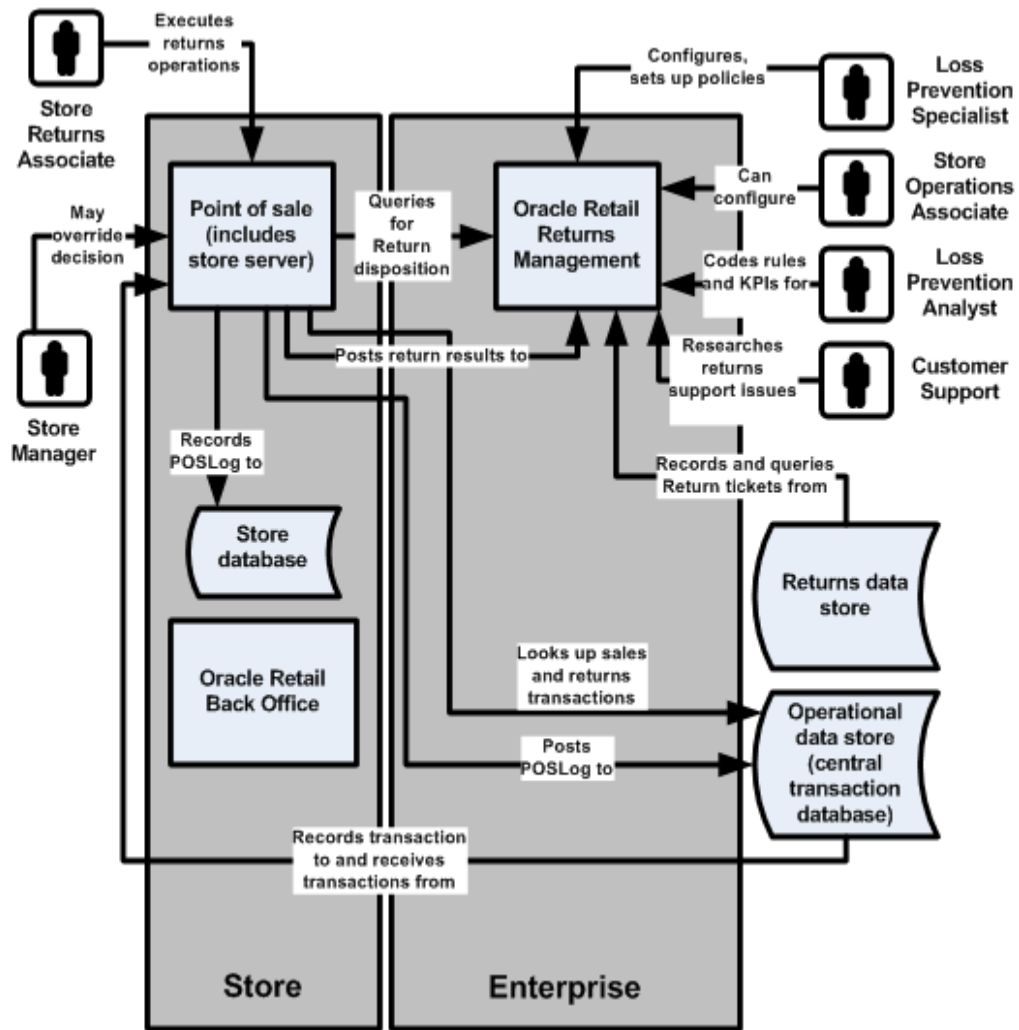 Executes
returns
operations
Store
Returns
Associate
May
override
decision
Store
Manager
Point of sale
(includes
store server)
Queries
for
Return
disposition
Oracle Retail
Returns
Management
Configures,
sets up policies
Loss
Prevention
Specialist
Can
configure
Store
Operations
Associate
Codes rules
and KPIs for
Loss
Prevention
Analyst
Researches
returns
support issues
Customer
Support
Posts return results to
Records
POSLog to
Store
database
Records and queries
Return tickets from
Returns data
store
Oracle Retail
Back Office
Looks up sales
and returns
transactions
Operational
data store
(central
transaction
database)
Posts
POSLog to
Records transaction
to and receives
transactions from
Store
Enterprise